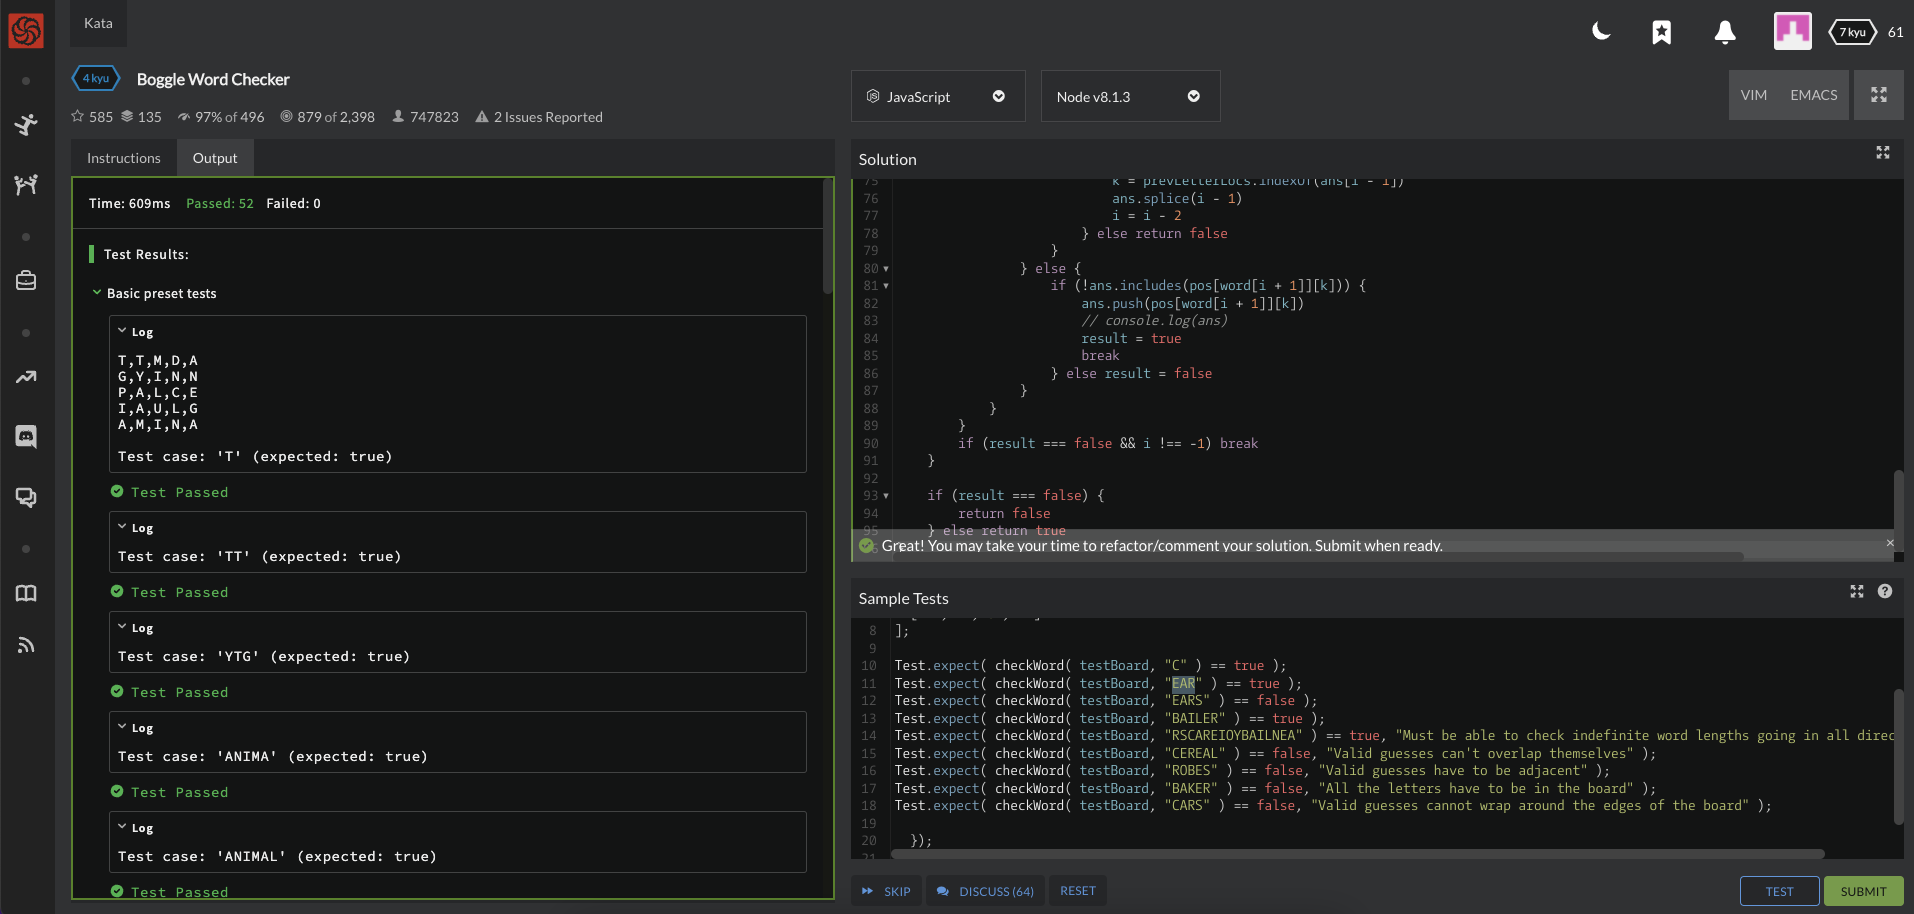 Kata
7 kyu
61
4 kyu
Boggle Word Checker
585 135 97% of 496 879 of 2,398 747823 2 Issues Reported
JavaScript
Node v8.1.3
VIM EMACS
Instructions Output
Time: 609ms Passed: 52 Failed: 0
Test Results:
Basic preset tests
Log
T,T,M,D,A
G,Y,I,N,N
P,A,L,C,E
I,A,U,L,G
A,M,I,N,A
Test case: 'T' (expected: true)
Test Passed
Log
Test case: 'TT' (expected: true)
Test Passed
Log
Test case: 'YTG' (expected: true)
Test Passed
Log
Test case: 'ANIMA' (expected: true)
Test Passed
Log
Test case: 'ANIMAL' (expected: true)
Test Passed
Solution
75 k = prevLetterLocs.indexOf(ans[i - 1])
76 ans.splice(i - 1)
77 i = i - 2
78 } else return false
79 }
80 } else {
81 if (!ans.includes(pos[word[i + 1]][k])) {
82 ans.push(pos[word[i + 1]][k])
83 // console.log(ans)
84 result = true
85 break
86 } else result = false
87 }
88 }
89 }
90 if (result === false && i !== -1) break
91 }
92
93 if (result === false) {
94 return false
95 } else return true
Great! You may take your time to refactor/comment your solution. Submit when ready.
Sample Tests
8 ];
9
10 Test.expect( checkWord( testBoard, "C" ) == true );
11 Test.expect( checkWord( testBoard, "EAR" ) == true );
12 Test.expect( checkWord( testBoard, "EARS" ) == false );
13 Test.expect( checkWord( testBoard, "BAILER" ) == true );
14 Test.expect( checkWord( testBoard, "RSCAREIOYBAILNEA" ) == true, "Must be able to check indefinite word lengths going in all direc
15 Test.expect( checkWord( testBoard, "CEREAL" ) == false, "Valid guesses can't overlap themselves" );
16 Test.expect( checkWord( testBoard, "ROBES" ) == false, "Valid guesses have to be adjacent" );
17 Test.expect( checkWord( testBoard, "BAKER" ) == false, "All the letters have to be in the board" );
18 Test.expect( checkWord( testBoard, "CARS" ) == false, "Valid guesses cannot wrap around the edges of the board" );
19
20 });
21
SKIP DISCUSS (64) RESET
TEST SUBMIT